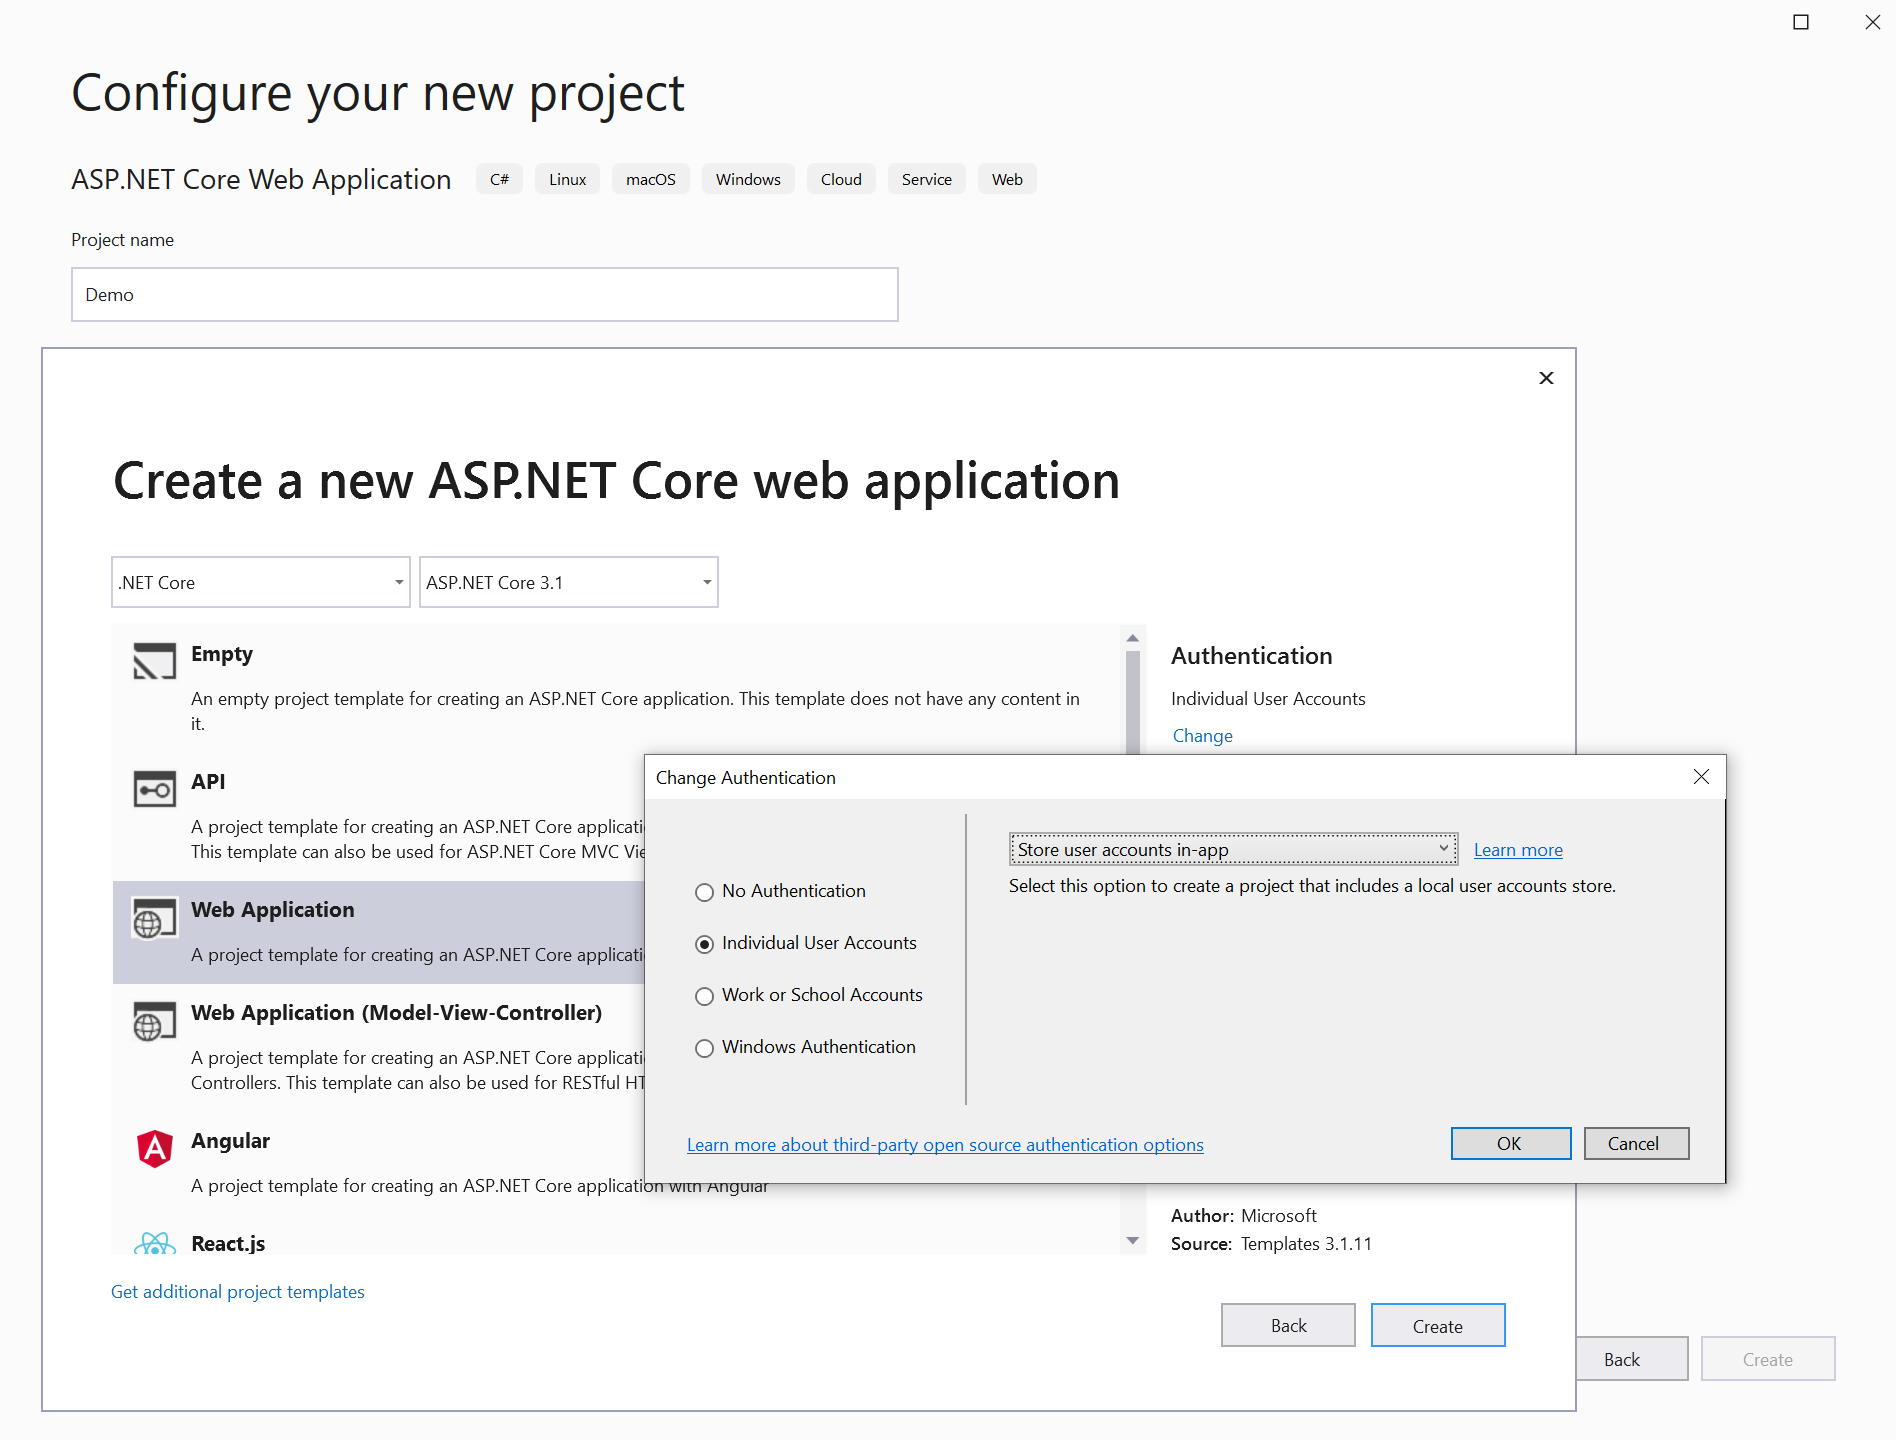 Configure your new project
ASP.NET Core Web Application C# Linux macOS Windows Cloud Service Web
Project name
Demo
Create a new ASP.NET Core web application
.NET Core ASP.NET Core 3.1
Empty
An empty project template for creating an ASP.NET Core application. This template does not have any content in
it.
API
A project template for creating an ASP.NET Core
This template can also be used for ASP.NET Core MVC
Web Application
A project template for creating an ASP.NET Core
Web Application (Model-View-Controller)
A project template for creating an ASP.NET Core
Controllers. This template can also be used for RESTful
Angular
A project template for creating an ASP.NET Core application with Angular
React.js
Get additional project templates
Authentication
Individual User Accounts
Change
Change Authentication
No Authentication
Individual User Accounts
Work or School Accounts
Windows Authentication
Store user accounts in-app Learn more
Select this option to create a project that includes a local user accounts store.
Learn more about third-party open source authentication options
OK Cancel
Author: Microsoft
Source: Templates 3.1.11
Back Create
Back Create